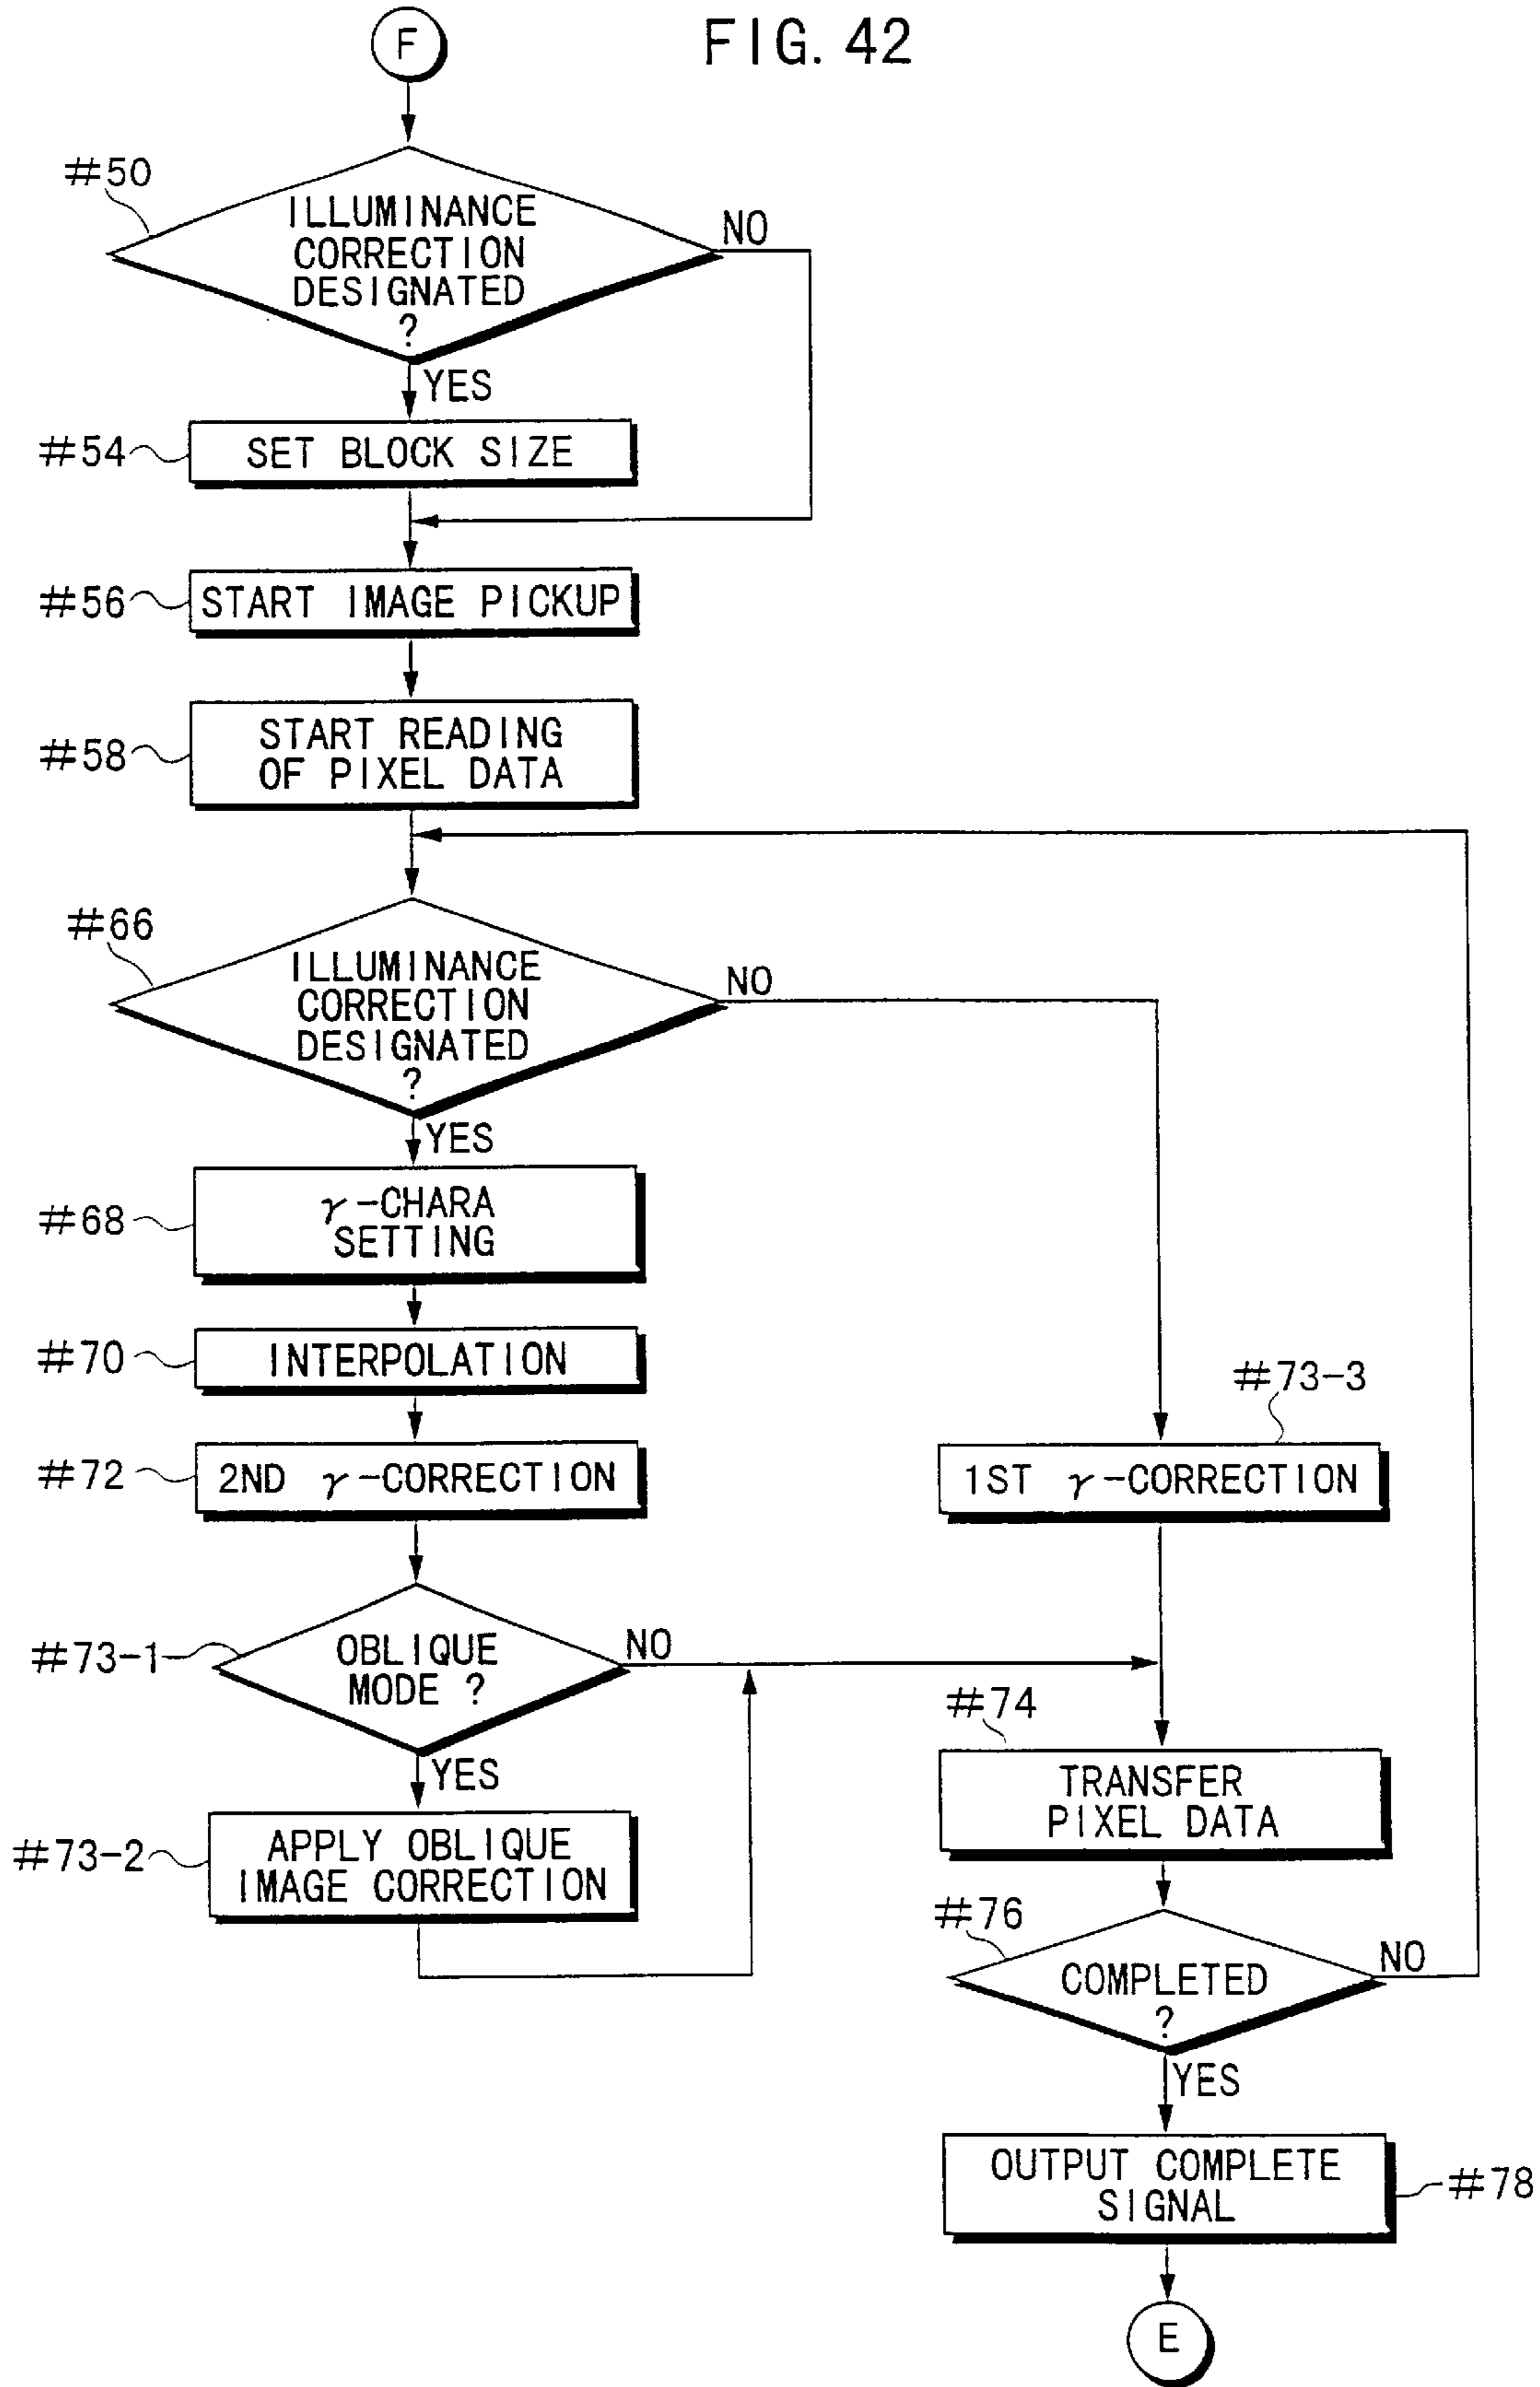 FIG. 42
F
#50
ILLUMINANCE
CORRECTION
DESIGNATED
?
NO
YES
#54
SET BLOCK SIZE
#56
START IMAGE PICKUP
#58
START READING
OF PIXEL DATA
#66
ILLUMINANCE
CORRECTION
DESIGNATED
?
NO
YES
#68
γ-CHARA
SETTING
#70
INTERPOLATION
#72
2ND γ-CORRECTION
#73-3
1ST γ-CORRECTION
#73-1
OBLIQUE
MODE ?
NO
YES
#73-2
APPLY OBLIQUE
IMAGE CORRECTION
#74
TRANSFER
PIXEL DATA
#76
COMPLETED
?
NO
YES
OUTPUT COMPLETE
SIGNAL
#78
E